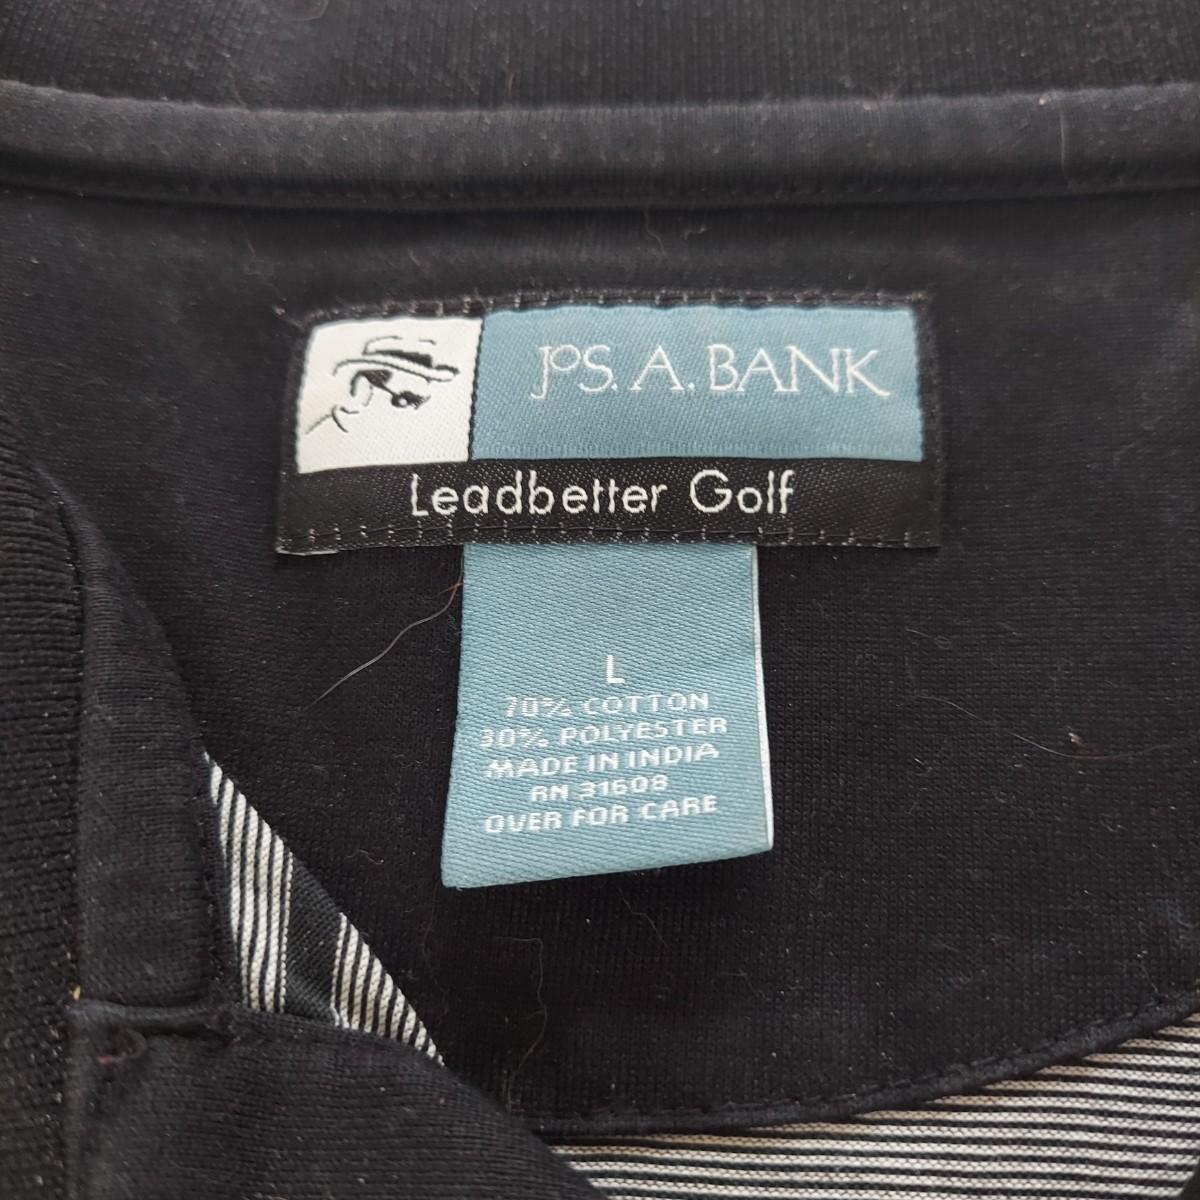 JOS. A. BANK
Leadbetter Golf
L
70% COTTON
30% POLYESTER
MADE IN INDIA
RN 31608
OVER FOR CARE